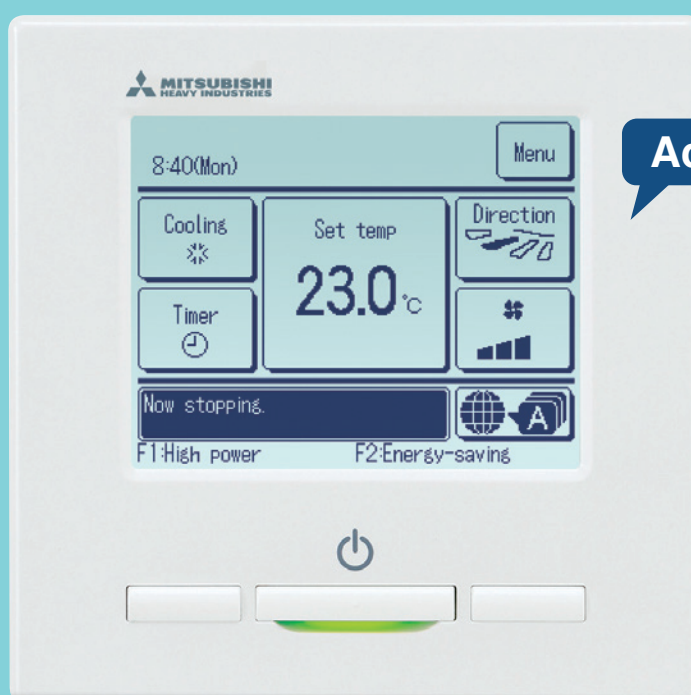 MITSUBISHI
HEAVY INDUSTRIES
8:40(Mon)
Menu
Cooling
Set temp
Direction
23.0°C
Timer
Now stopping.
A
F1:High power
F2:Energy-saving